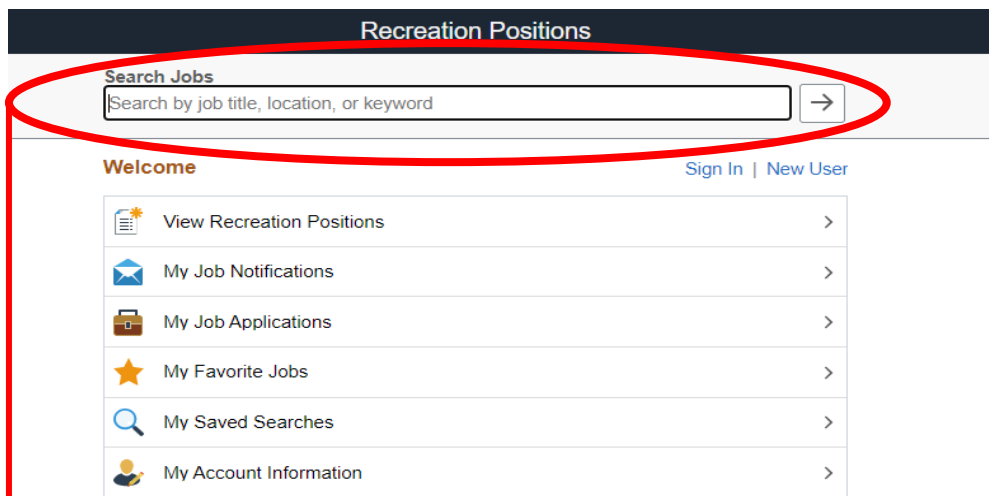 Recreation Positions
Search Jobs
Search by job title, location, or keyword
Welcome
Sign In | New User
View Recreation Positions
My Job Notifications
My Job Applications
My Favorite Jobs
My Saved Searches
My Account Information